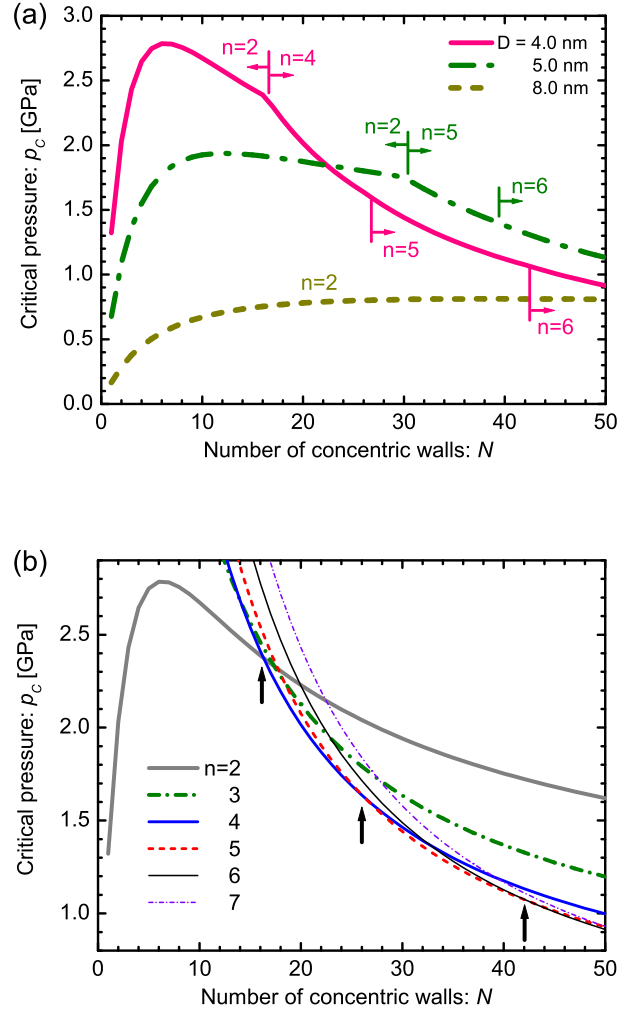 (a)
3.0
2.5
2.0
1.5
1.0
0.5
0.0
Critical pressure: pc [GPa]
n=2
n=4
D = 4.0 nm
5.0 nm
8.0 nm
n=2
n=5
n=6
n=5
n=2
n=6
0 10 20 30 40 50
Number of concentric walls: N
(b)
2.5
2.0
1.5
1.0
Critical pressure: pc [GPa]
n=2
3
4
5
6
7
0 10 20 30 40 50
Number of concentric walls: N